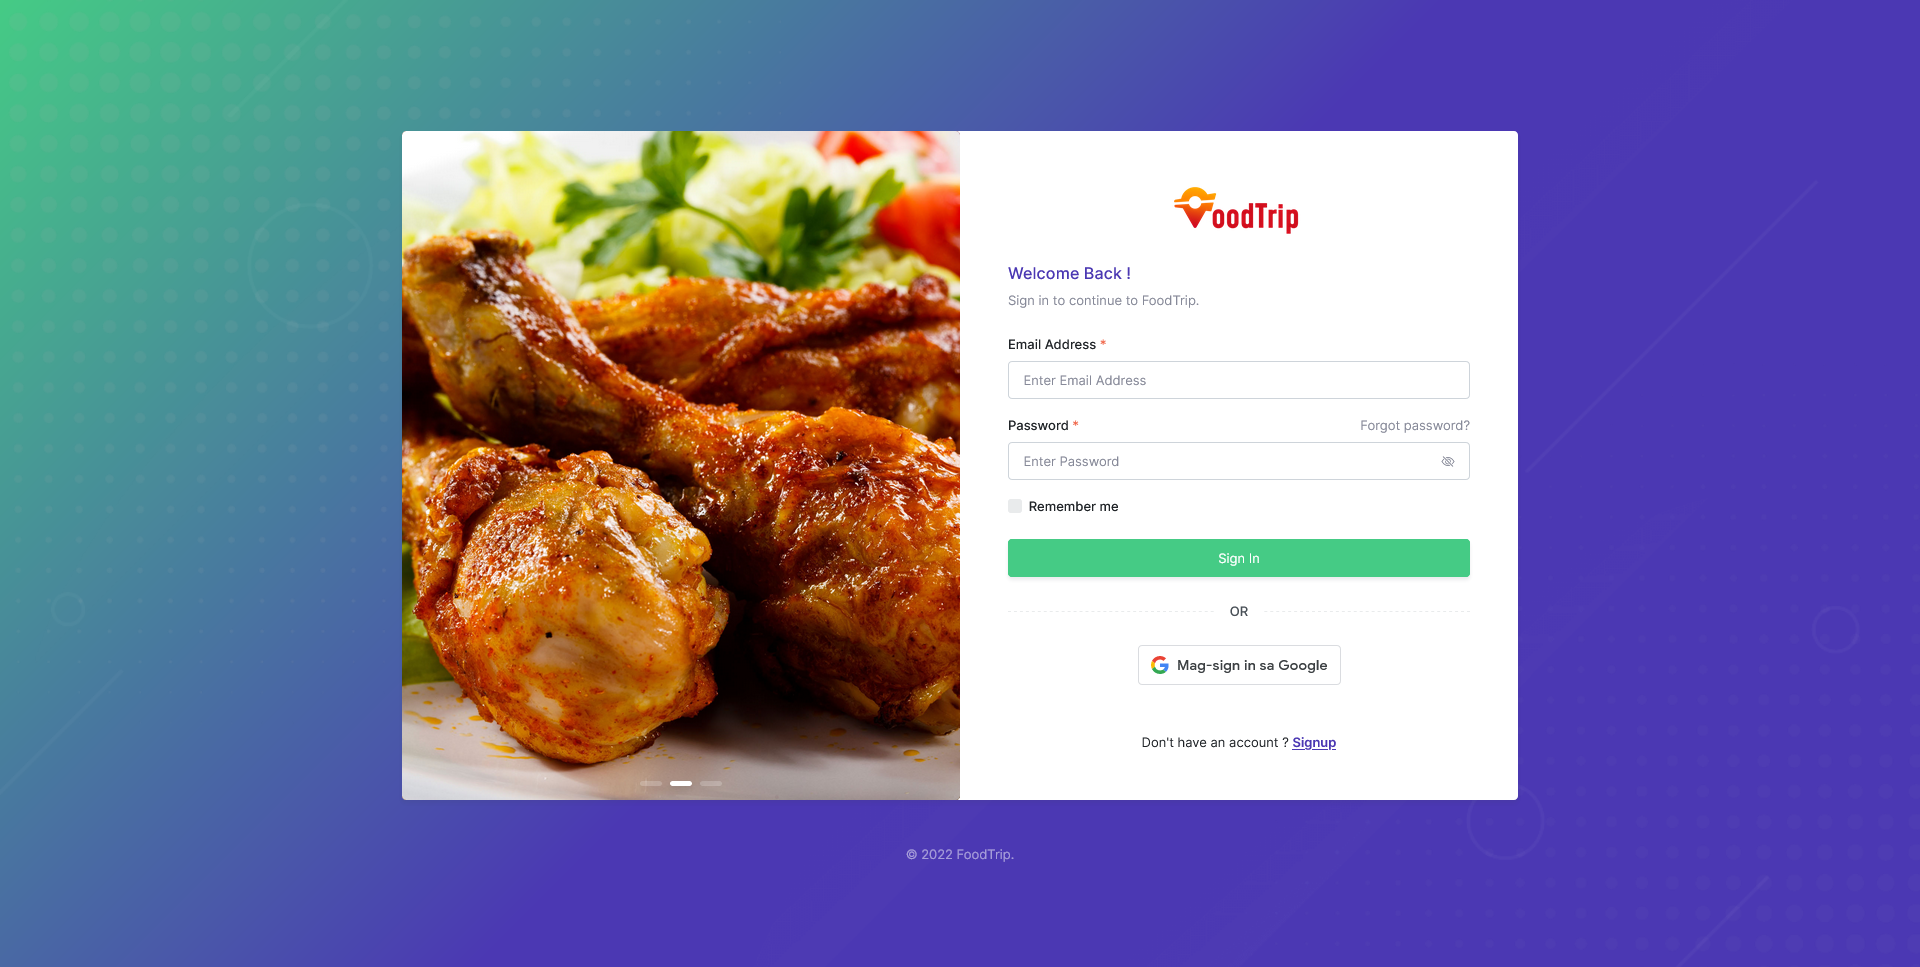 FoodTrip
Welcome Back !
Sign in to continue to FoodTrip.
Email Address *
Enter Email Address
Password *
Forgot password?
Enter Password
Remember me
Sign In
OR
Mag-sign in sa Google
Don't have an account ? Signup
© 2022 FoodTrip.